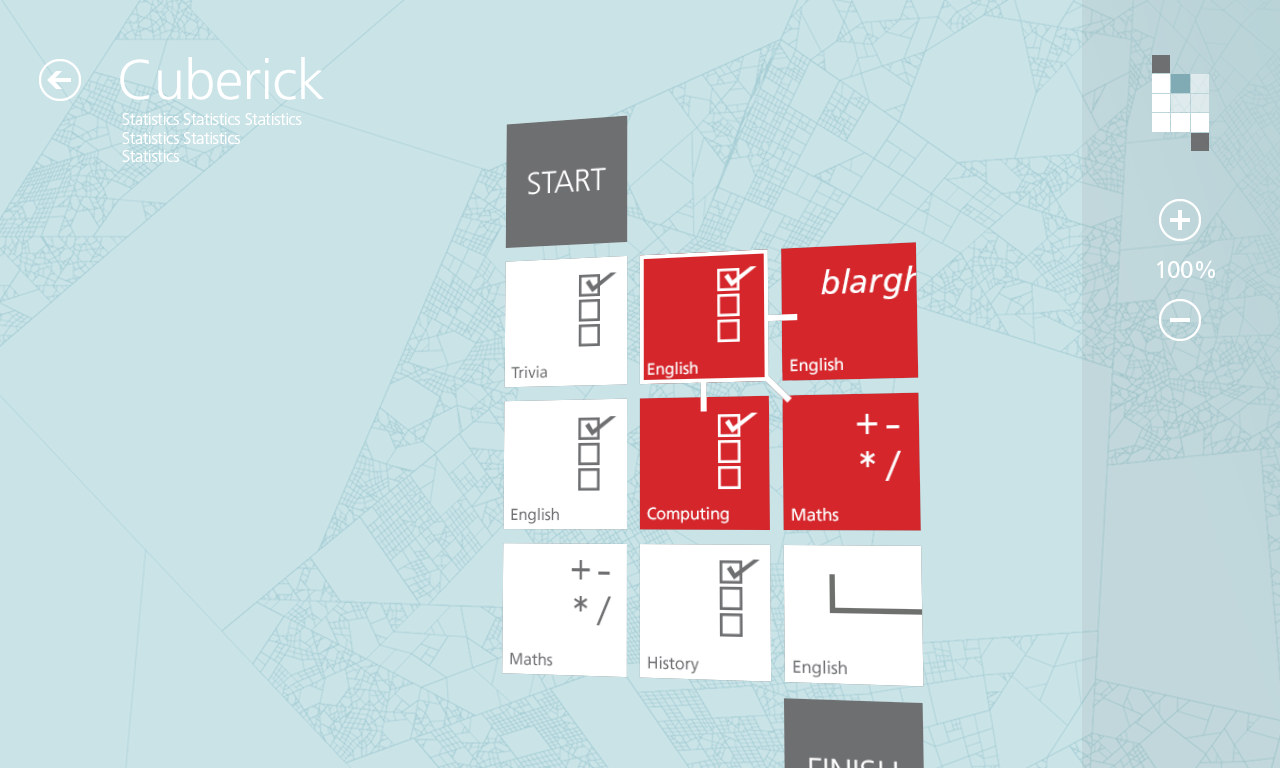 Cuberick
Statistics Statistics Statistics
Statistics Statistics
Statistics
START
Trivia
English
blargh
English
100%
English
Computing
+ -
* /
Maths
+ -
* /
Maths
History
English
FINISH